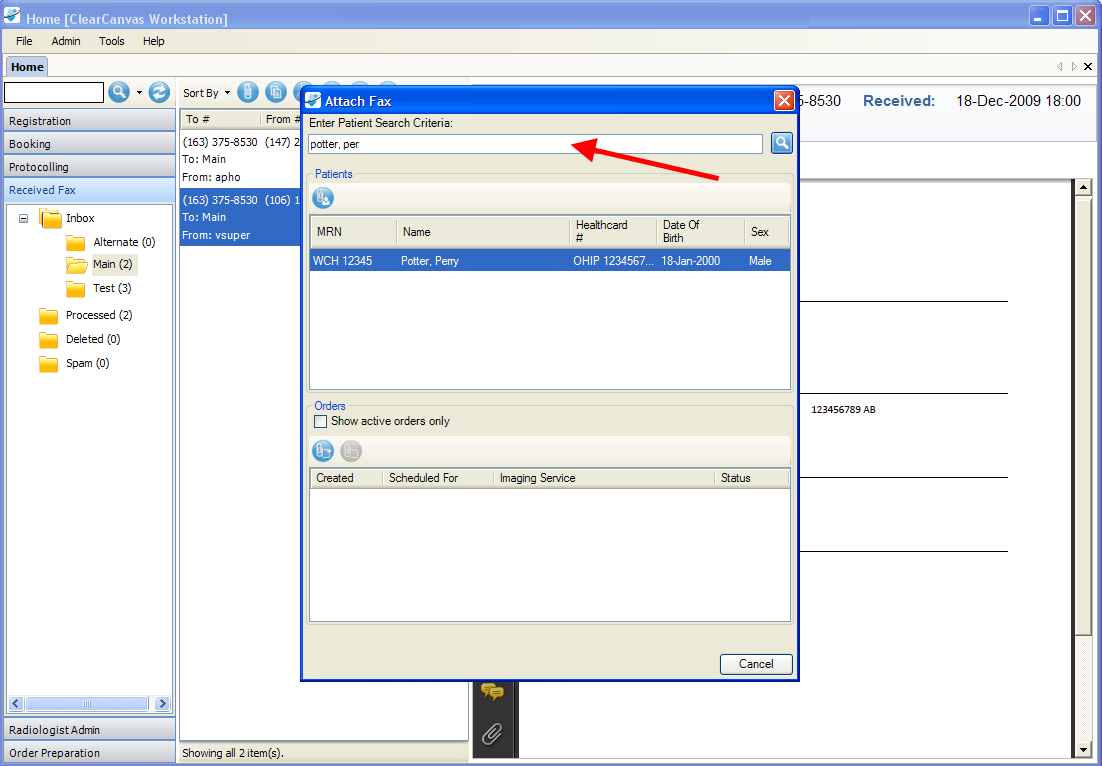 Home [ClearCanvas Workstation]
File Admin Tools Help
Home
Sort By
Registration
Booking
Protocolling
Received Fax
Inbox
Alternate (0)
Main (2)
Test (3)
Processed (2)
Deleted (0)
Spam (0)
Radiologist Admin
Order Preparation
To # From #
(163) 375-8530 (147) 2
To: Main
From: apho
(163) 375-8530 (106) 1
To: Main
From: vsuper
Showing all 2 item(s).
Attach Fax
Enter Patient Search Criteria:
potter, per
Patients
MRN Name Healthcard # Date Of Birth Sex
WCH 12345 Potter, Perry OHIP 1234567... 18-Jan-2000 Male
Orders
Show active orders only
Created Scheduled For Imaging Service Status
Cancel
5-8530 Received: 18-Dec-2009 18:00
123456789 AB